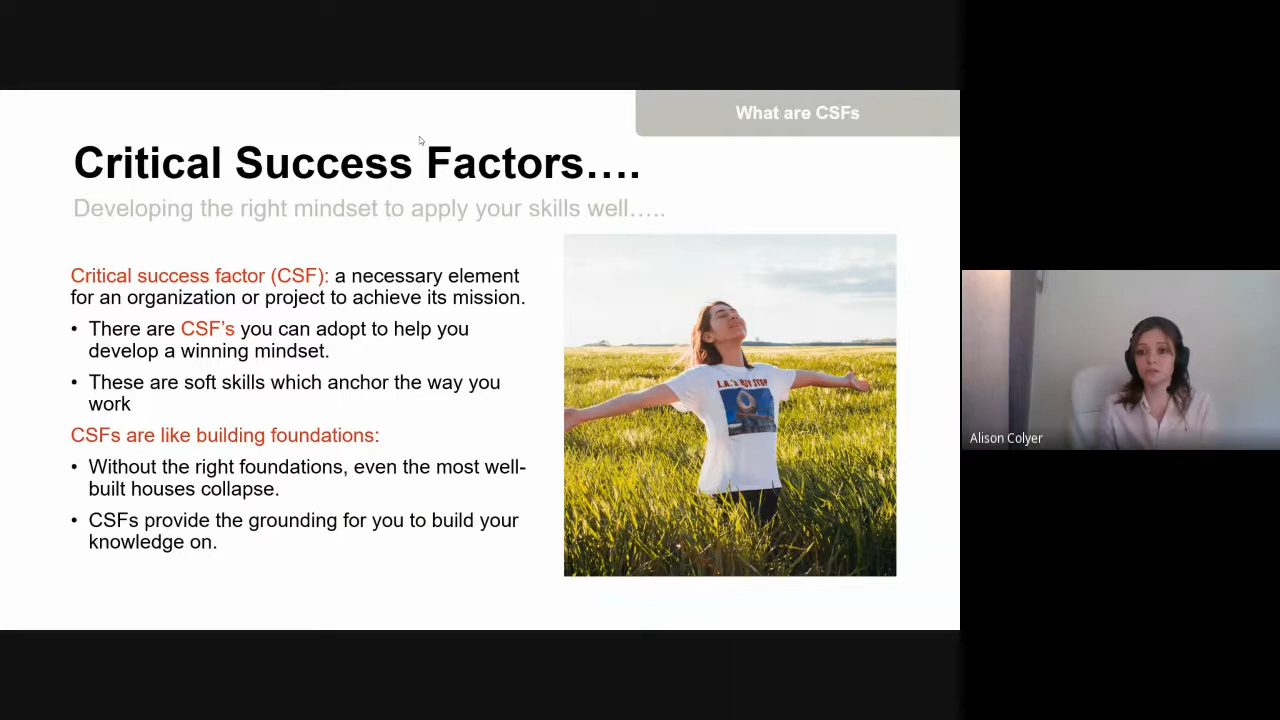 What are CSFs
Critical Success Factors….
Developing the right mindset to apply your skills well…..
Critical success factor (CSF): a necessary element
for an organization or project to achieve its mission.
• There are CSF’s you can adopt to help you
develop a winning mindset.
• These are soft skills which anchor the way you
work
CSFs are like building foundations:
• Without the right foundations, even the most well-
built houses collapse.
• CSFs provide the grounding for you to build your
knowledge on.
Alison Colyer